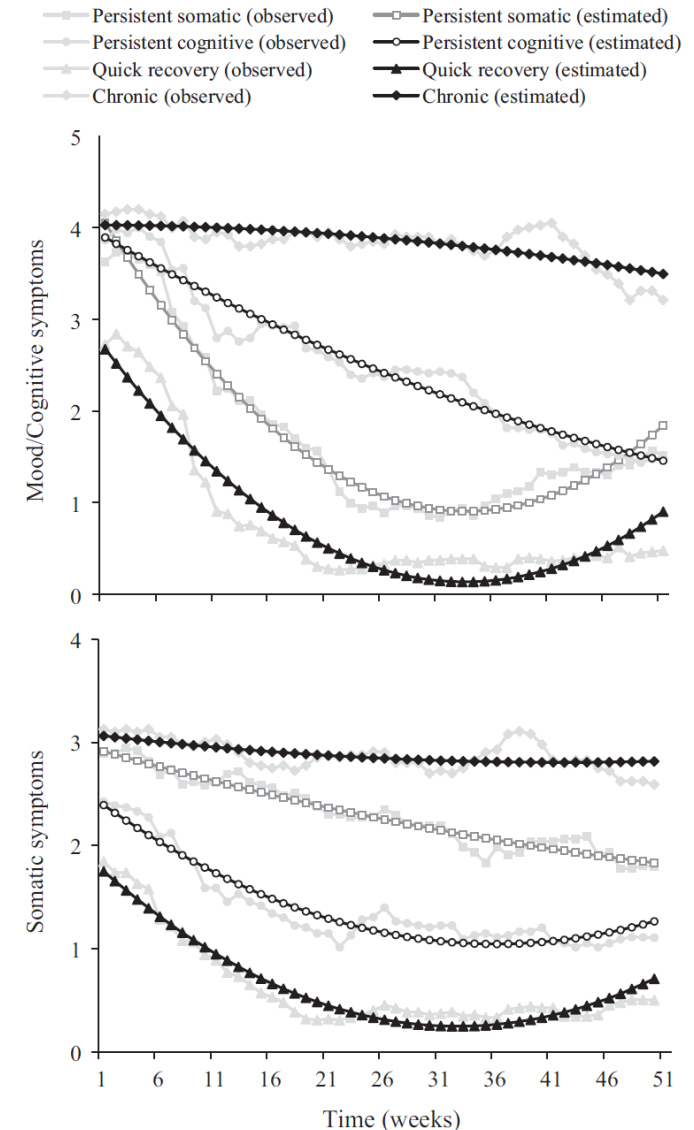 Persistent somatic (observed) Persistent somatic (estimated)
Persistent cognitive (observed) Persistent cognitive (estimated)
Quick recovery (observed) Quick recovery (estimated)
Chronic (observed) Chronic (estimated)
Mood/Cognitive symptoms
5
4
3
2
1
0
Somatic symptoms
4
3
2
1
0
1 6 11 16 21 26 31 36 41 46 51
Time (weeks)